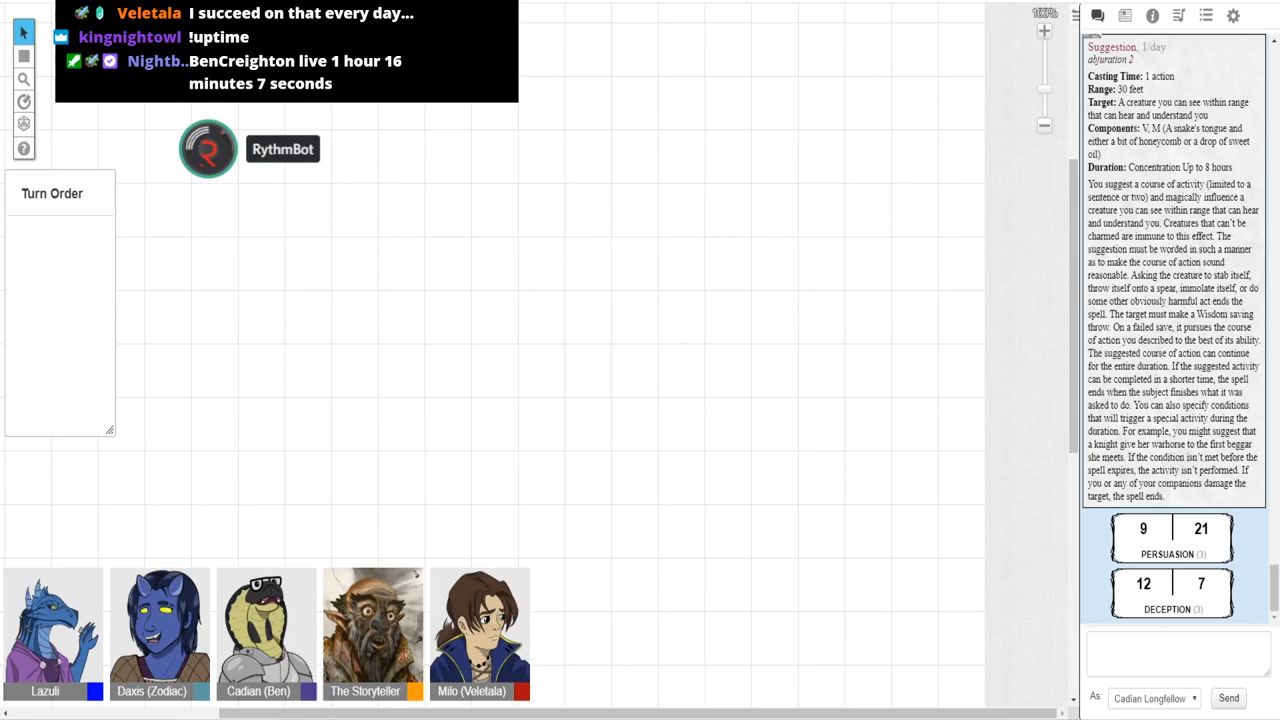 Veletala I succeed on that every day...
kingnightowl !uptime
Nightb.. BenCreighton live 1 hour 16
minutes 7 seconds
100%
RythmBot
Turn Order
Suggestion, 1/day
abjuration 2
Casting Time: 1 action
Range: 30 feet
Target: A creature you can see within range
that can hear and understand you
Components: V, M (A snake's tongue and
either a bit of honeycomb or a drop of sweet
oil)
Duration: Concentration Up to 8 hours
You suggest a course of activity (limited to a
sentence or two) and magically influence a
creature you can see within range that can hear
and understand you. Creatures that can't be
charmed are immune to this effect. The
suggestion must be worded in such a manner
as to make the course of action sound
reasonable. Asking the creature to stab itself,
throw itself onto a spear, immolate itself, or do
some other obviously harmful act ends the
spell. The target must make a Wisdom saving
throw. On a failed save, it pursues the course
of action you described to the best of its ability.
The suggested course of action can continue
for the entire duration. If the suggested activity
can be completed in a shorter time, the spell
ends when the subject finishes what it was
asked to do. You can also specify conditions
that will trigger a special activity during the
duration. For example, you might suggest that
a knight give her warhorse to the first beggar
she meets. If the condition isn't met before the
spell expires, the activity isn't performed. If
you or any of your companions damage the
target, the spell ends.
9 21
PERSUASION (3)
12 7
DECEPTION (3)
Lazuli
Daxis (Zodiac)
Cadian (Ben)
The Storyteller
Milo (Veletala)
As: Cadian Longfellow Send